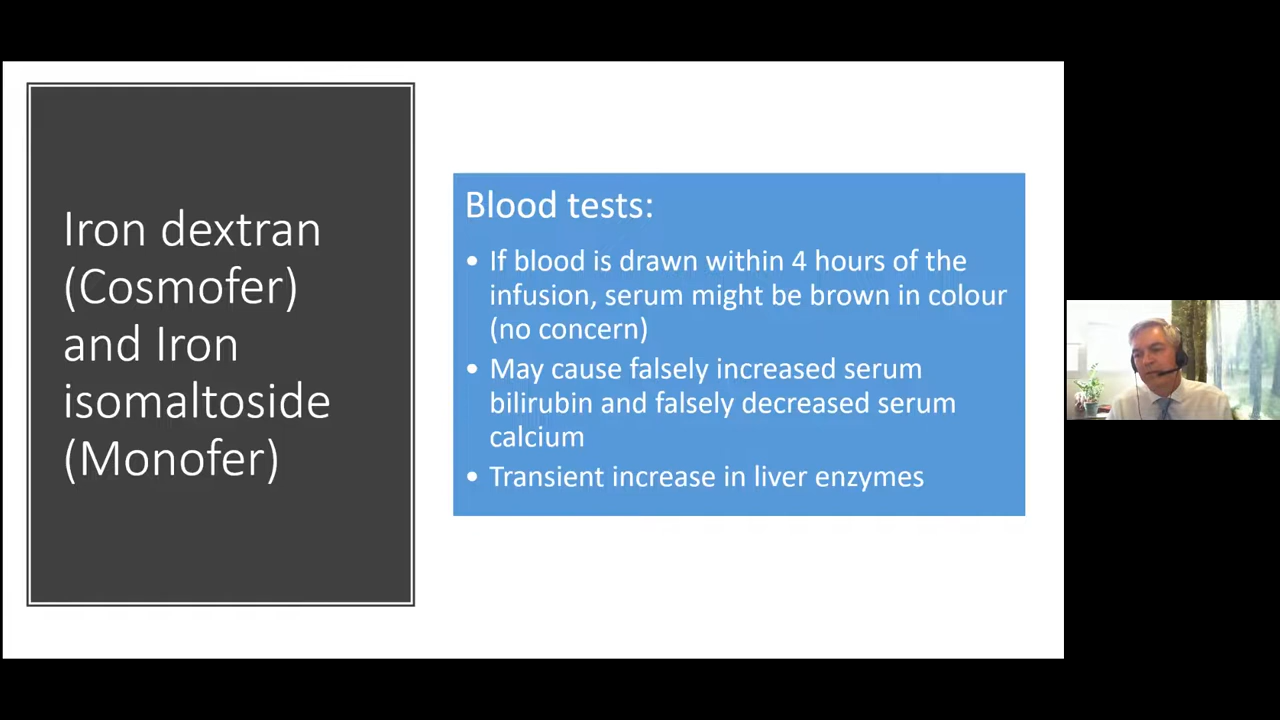 Iron dextran
(Cosmofer)
and Iron
isomaltoside
(Monofer)
Blood tests:
• If blood is drawn within 4 hours of the
infusion, serum might be brown in colour
(no concern)
• May cause falsely increased serum
bilirubin and falsely decreased serum
calcium
• Transient increase in liver enzymes